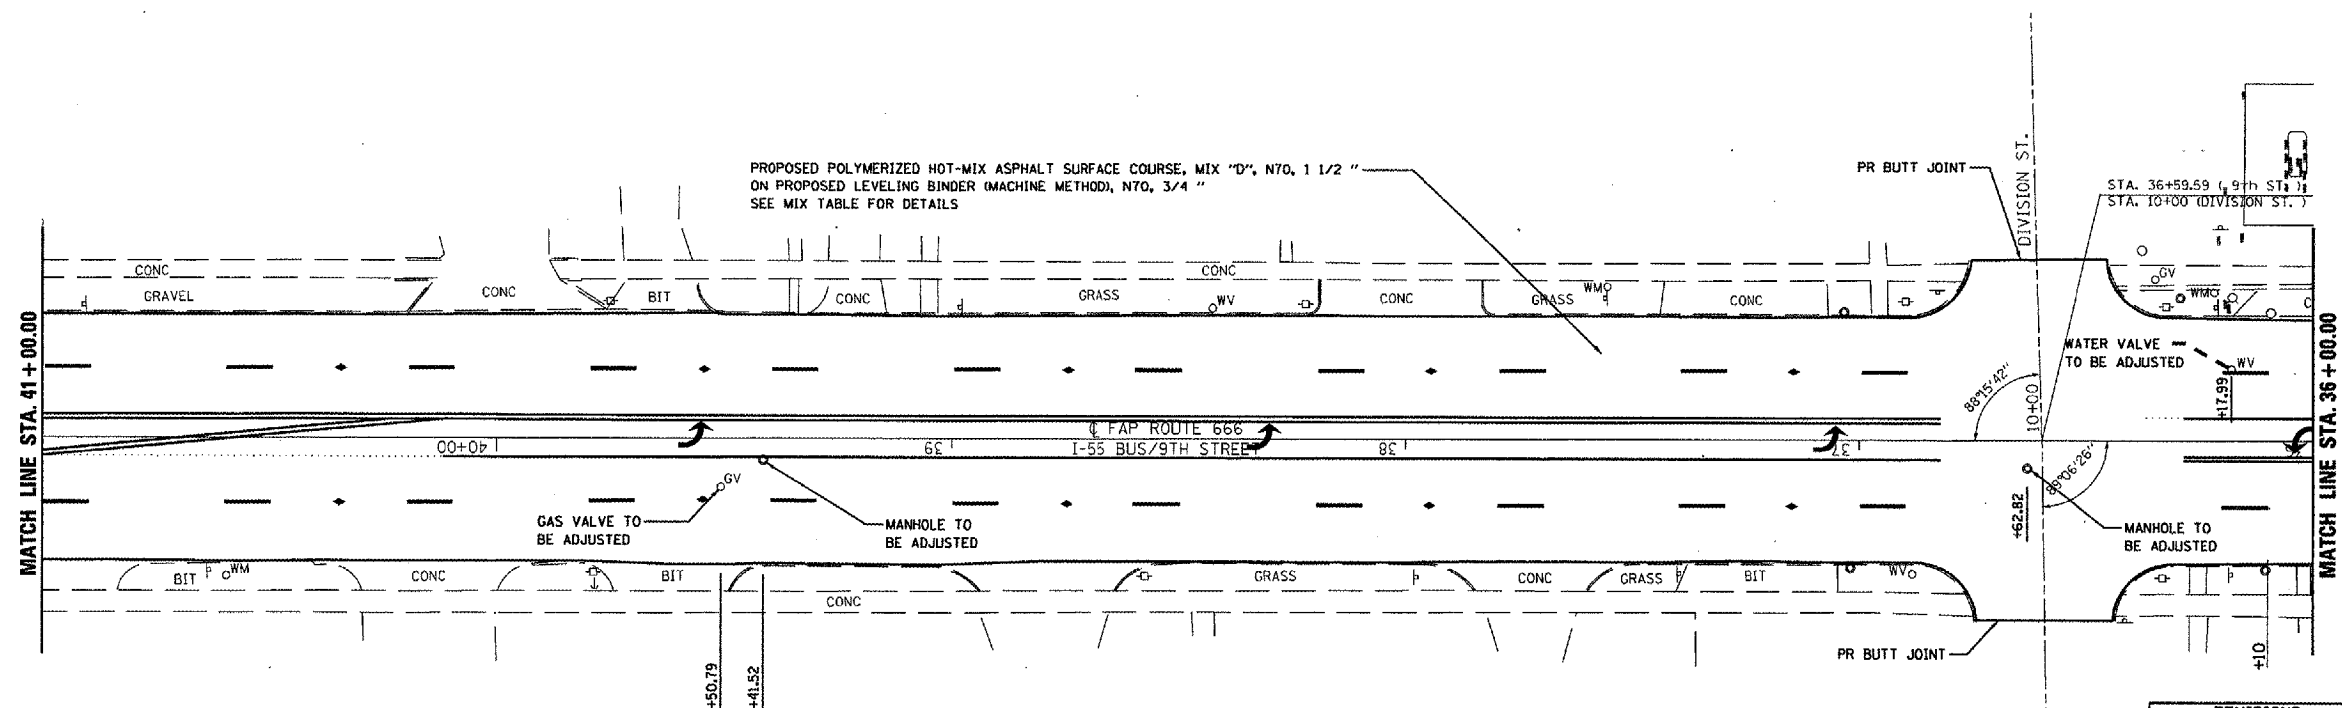 PROPOSED POLYMERIZED HOT-MIX ASPHALT SURFACE COURSE, MIX "D", N70, 1 1/2 "
ON PROPOSED LEVELING BINDER (MACHINE METHOD), N70, 3/4 "
SEE MIX TABLE FOR DETAILS
PR BUTT JOINT
DIVISION ST.
STA. 36+59.59 ( 9th ST. )
STA. 10+00 (DIVISION ST. )
CONC
GRAVEL
CONC
BIT
CONC
CONC
GRASS
WV
CONC
GRASS
WM
CONC
GV
WM
C
MATCH LINE STA. 41+00.00
MATCH LINE STA. 36+00.00
WATER VALVE
TO BE ADJUSTED
WV
+17.99
88°15'42"
10+00
℄ FAP ROUTE 666
I-55 BUS/9TH STREET
40+00
39
38
37
89°06'26"
+62.82
GV
GAS VALVE TO
BE ADJUSTED
MANHOLE TO
BE ADJUSTED
MANHOLE TO
BE ADJUSTED
BIT
WM
CONC
BIT
CONC
GRASS
CONC
GRASS
BIT
WV
PR BUTT JOINT
+50.79
+41.52
+10